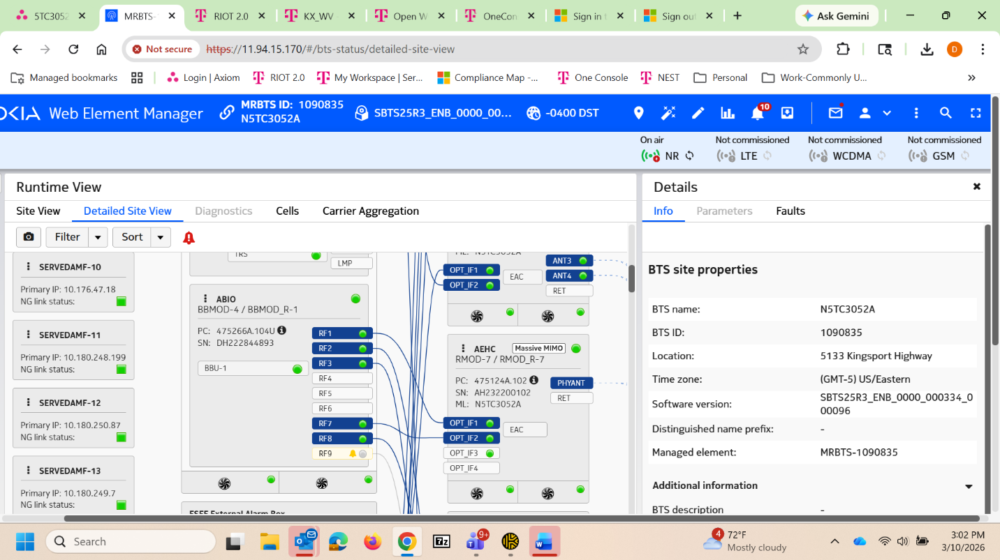 5TC3052
MRBTS-
RIOT 2.0
KX_WV
Open W
OneCon
Sign in t
Sign out
Ask Gemini
Not secure
https://11.94.15.170/#/bts-status/detailed-site-view
D
Managed bookmarks
Login | Axiom
RIOT 2.0
My Workspace | Ser...
Compliance Map -...
One Console
NEST
Personal
Work-Commonly U...
»
OKIA Web Element Manager
MRBTS ID: 1090835
N5TC3052A
SBTS25R3_ENB_0000_00...
-0400 DST
10
On air
NR
Not commissioned
LTE
Not commissioned
WCDMA
Not commissioned
GSM
Runtime View
Site View
Detailed Site View
Diagnostics
Cells
Carrier Aggregation
Filter
Sort
SERVEDAMF-10
Primary IP: 10.176.47.18
NG link status:
SERVEDAMF-11
Primary IP: 10.180.248.199
NG link status:
SERVEDAMF-12
Primary IP: 10.180.250.87
NG link status:
SERVEDAMF-13
Primary IP: 10.180.249.7
NG link status:
TRS
LMP
ABIO
BBMOD-4 / BBMOD_R-1
PC: 475266A.104U
SN: DH222844893
BBU-1
RF1
RF2
RF3
RF4
RF5
RF6
RF7
RF8
RF9
ESEE External Alarm Box
ML: N5TC3052A
OPT_IF1
OPT_IF2
EAC
ANT3
ANT4
RET
AEHC
Massive MIMO
RMOD-7 / RMOD_R-7
PC: 475124A.102
SN: AH232200102
ML: N5TC3052A
PHYANT
RET
OPT_IF1
OPT_IF2
OPT_IF3
OPT_IF4
EAC
Details
Info
Parameters
Faults
BTS site properties
BTS name: N5TC3052A
BTS ID: 1090835
Location: 5133 Kingsport Highway
Time zone: (GMT-5) US/Eastern
Software version: SBTS25R3_ENB_0000_000334_0
00096
Distinguished name prefix: -
Managed element: MRBTS-1090835
Additional information
BTS description -
Search
9+
4
72°F
Mostly cloudy
3:02 PM
3/10/2026